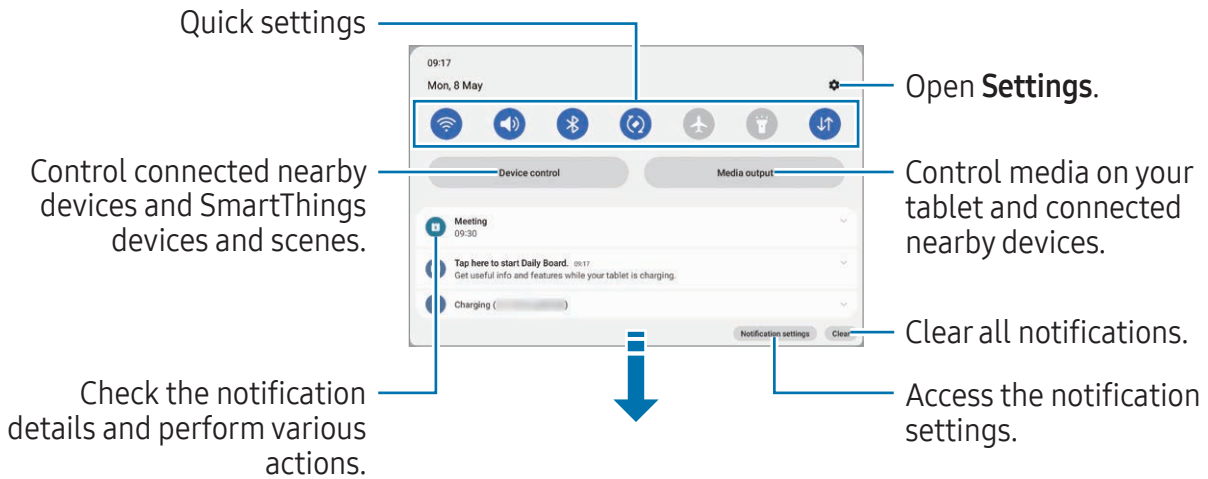 Quick settings
09:17
Mon, 8 May
Open Settings.
Control connected nearby
devices and SmartThings
devices and scenes.
Device control
Media output
Control media on your
tablet and connected
nearby devices.
Meeting
09:30
Tap here to start Daily Board. 09:17
Get useful info and features while your tablet is charging.
Charging ( )
Notification settings
Clear
Clear all notifications.
Check the notification
details and perform various
actions.
Access the notification
settings.